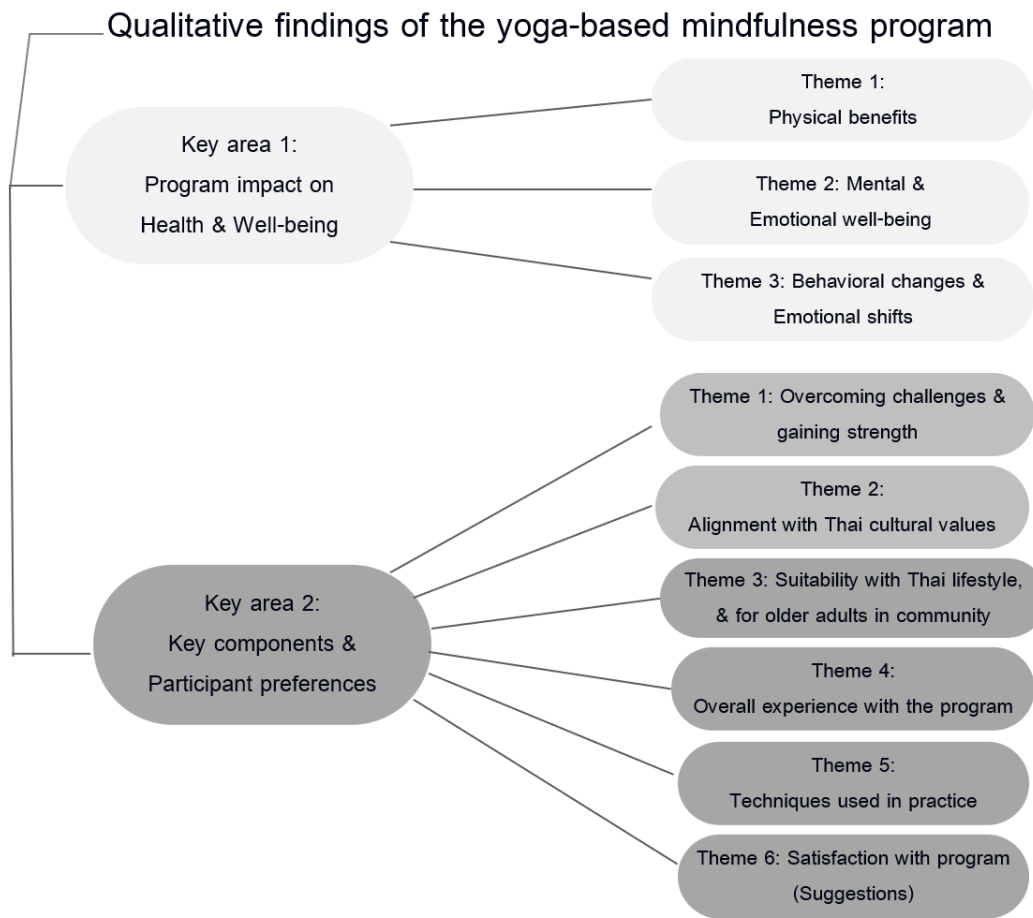 Qualitative findings of the yoga-based mindfulness program
Key area 1:
Program impact on
Health & Well-being
Theme 1:
Physical benefits
Theme 2: Mental &
Emotional well-being
Theme 3: Behavioral changes &
Emotional shifts
Key area 2:
Key components &
Participant preferences
Theme 1: Overcoming challenges &
gaining strength
Theme 2:
Alignment with Thai cultural values
Theme 3: Suitability with Thai lifestyle,
& for older adults in community
Theme 4:
Overall experience with the program
Theme 5:
Techniques used in practice
Theme 6: Satisfaction with program
(Suggestions)